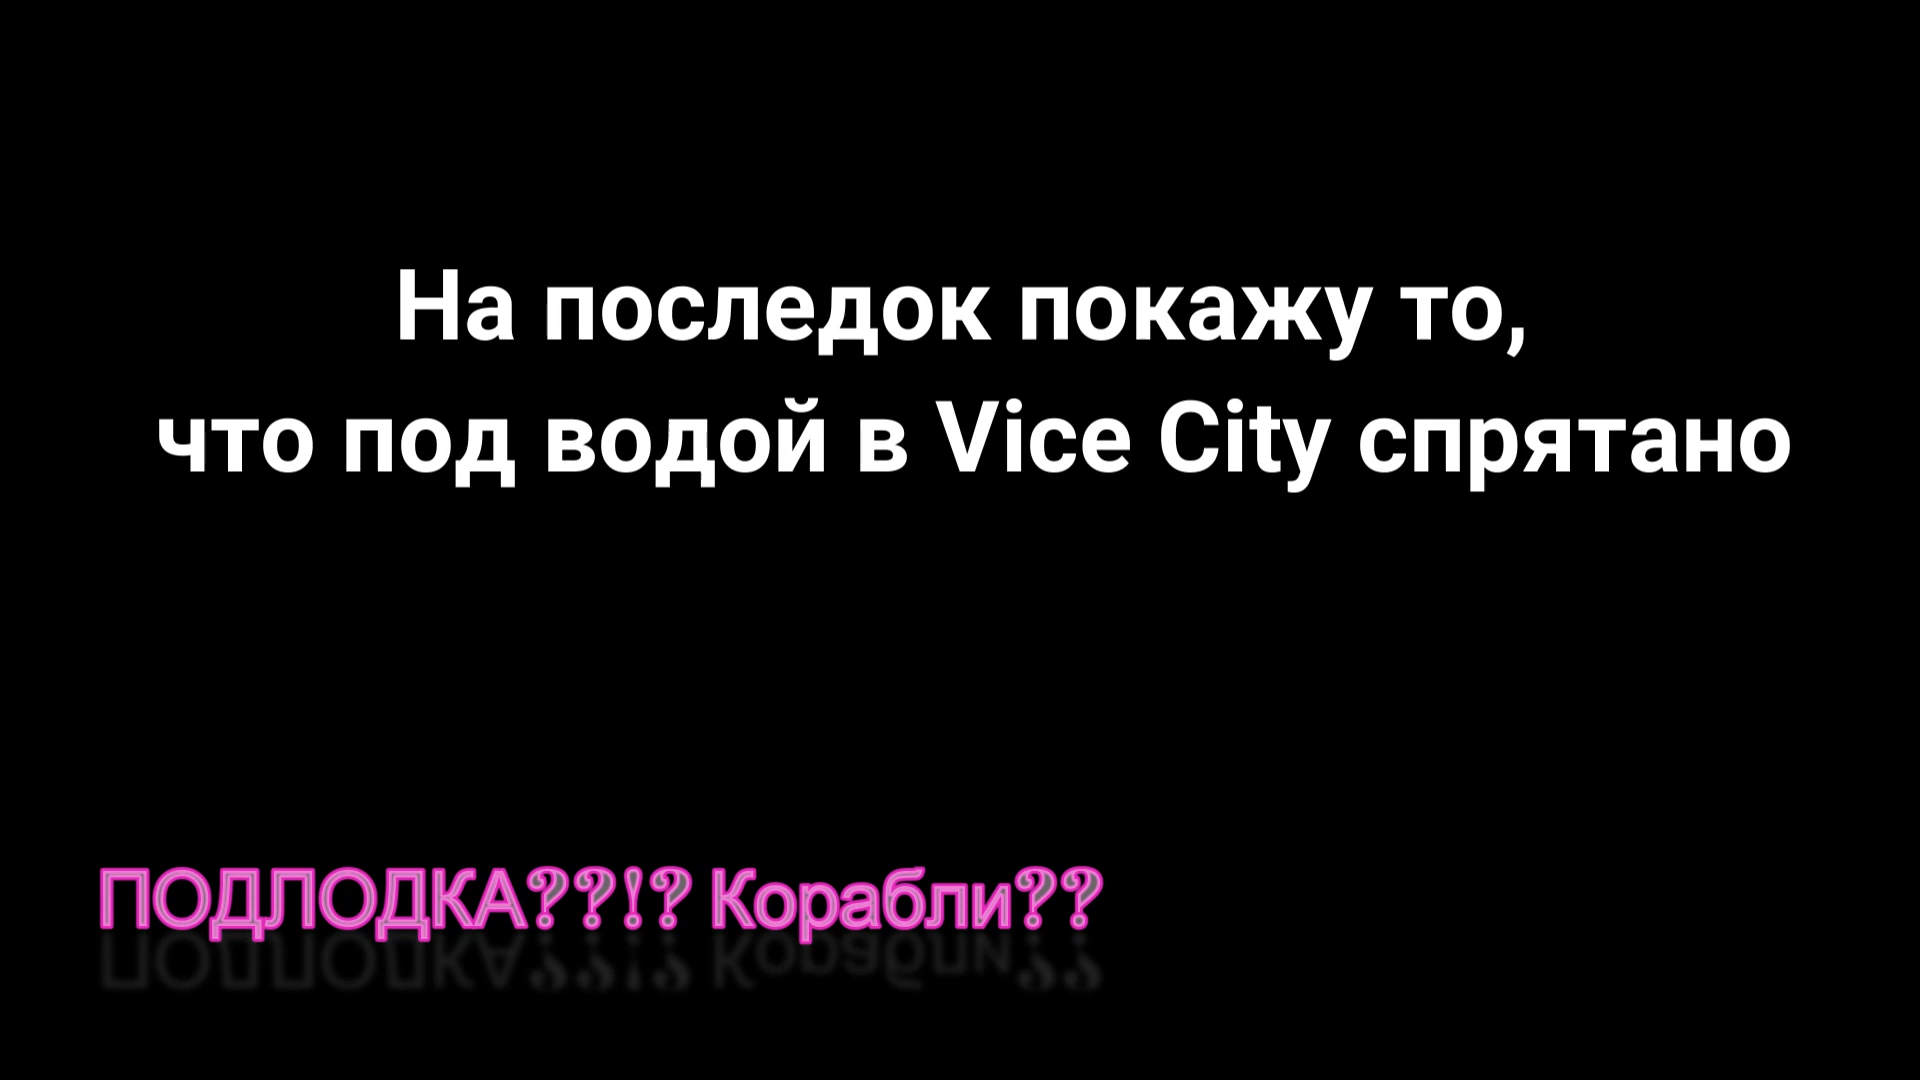 На последок покажу то,
что под водой в Vice City спрятано
ПОДЛОДКА??!? Корабли??